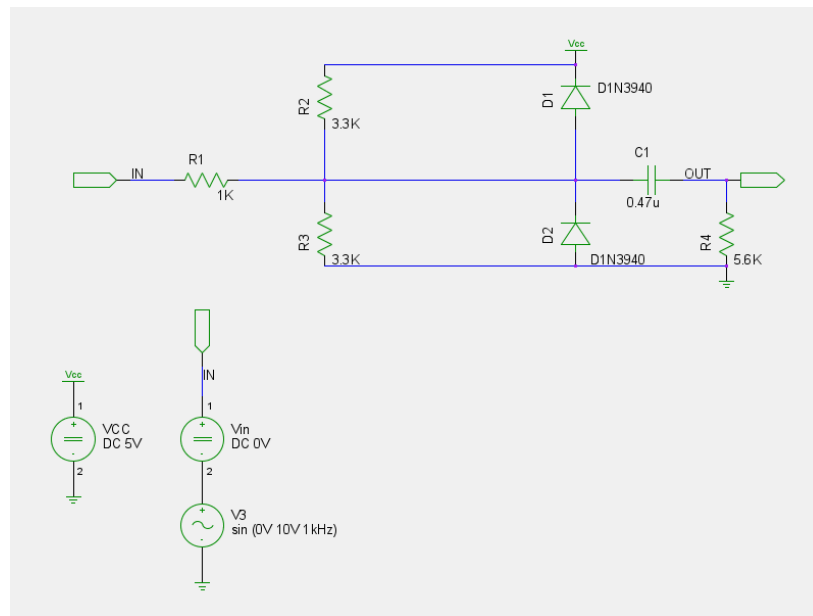 Vcc
D1
D1N3940
R2
3.3K
IN
R1
1K
C1
0.47u
OUT
R3
3.3K
D2
D1N3940
R4
5.6K
Vcc
1
VCC
DC 5V
2
IN
1
Vin
DC 0V
2
V3
sin (0V 10V 1kHz)